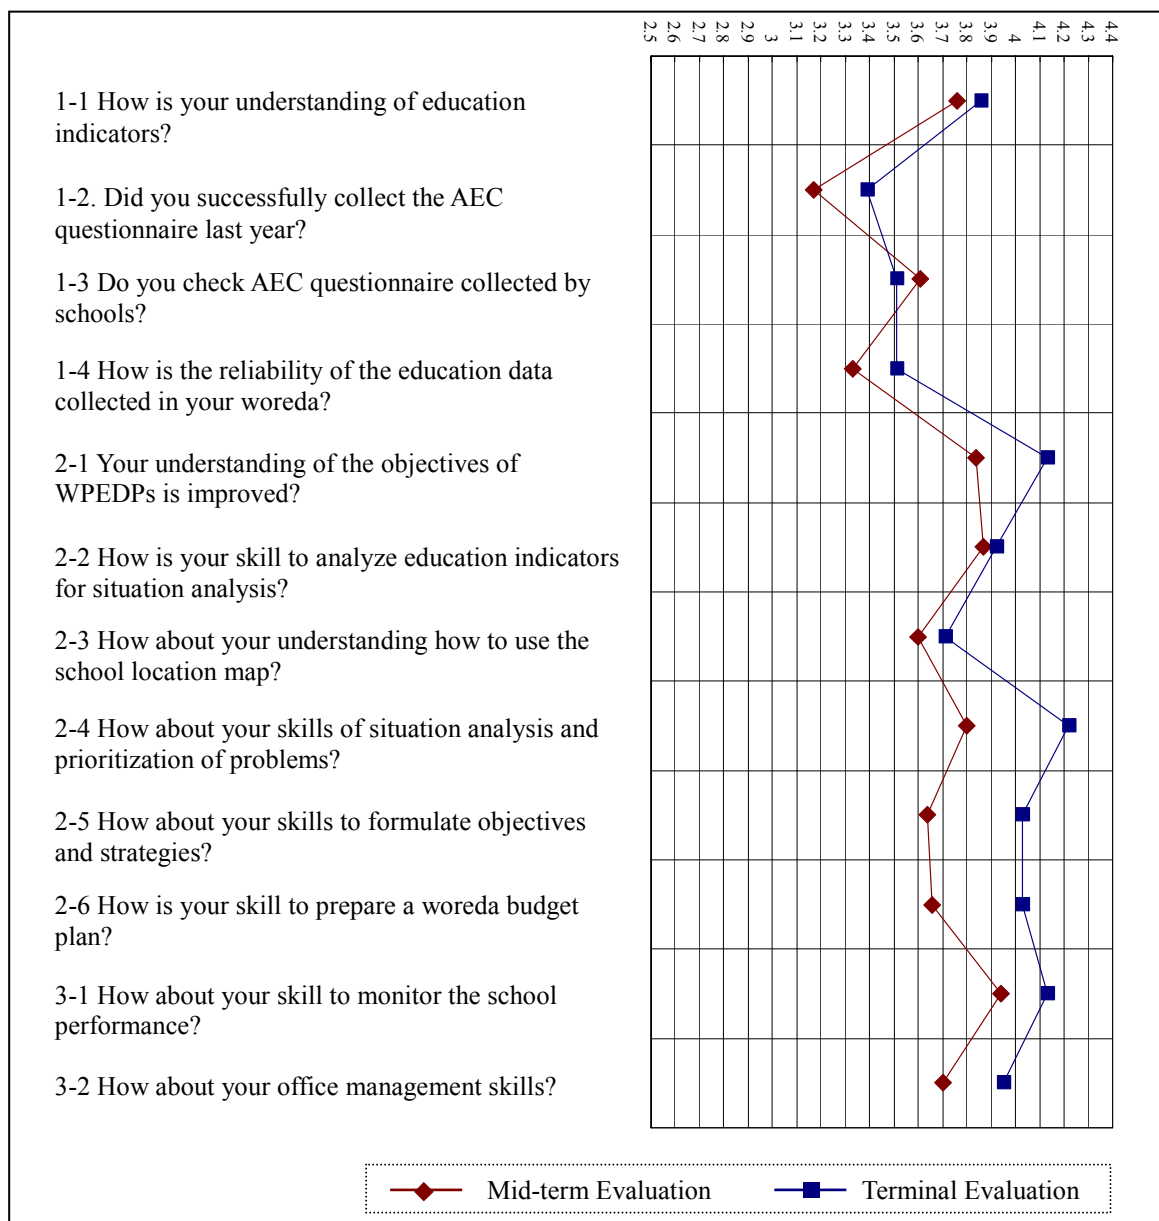 2.5 2.6 2.7 2.8 2.9 3 3.1 3.2 3.3 3.4 3.5 3.6 3.7 3.8 3.9 4 4.1 4.2 4.3 4.4
1-1 How is your understanding of education
indicators?
1-2. Did you successfully collect the AEC
questionnaire last year?
1-3 Do you check AEC questionnaire collected by
schools?
1-4 How is the reliability of the education data
collected in your woreda?
2-1 Your understanding of the objectives of
WPEDPs is improved?
2-2 How is your skill to analyze education indicators
for situation analysis?
2-3 How about your understanding how to use the
school location map?
2-4 How about your skills of situation analysis and
prioritization of problems?
2-5 How about your skills to formulate objectives
and strategies?
2-6 How is your skill to prepare a woreda budget
plan?
3-1 How about your skill to monitor the school
performance?
3-2 How about your office management skills?
Mid-term Evaluation Terminal Evaluation